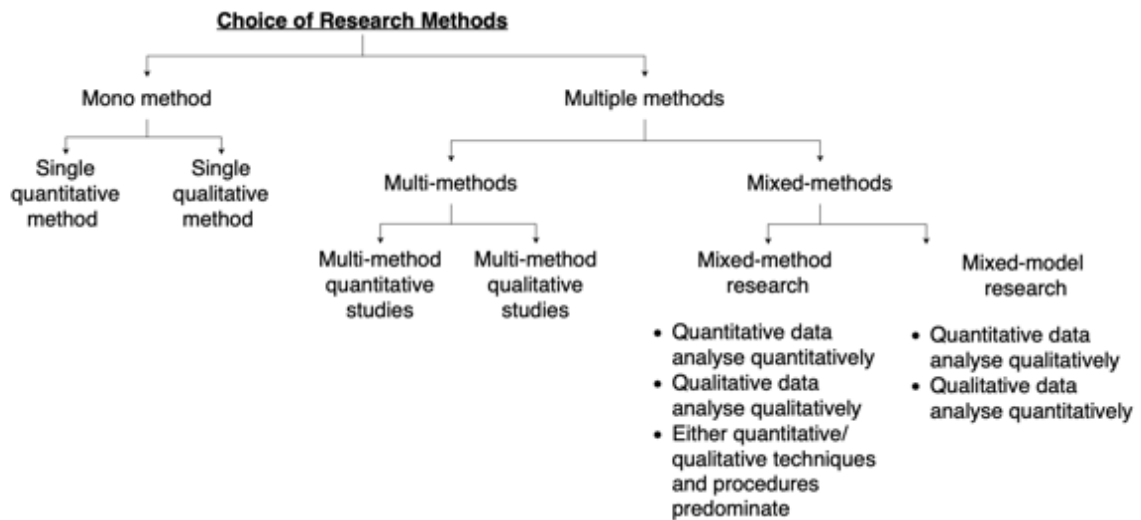 Choice of Research Methods
Mono method
Multiple methods
Single
quantitative
method
Single
qualitative
method
Multi-methods
Mixed-methods
Multi-method
quantitative
studies
Multi-method
qualitative
studies
Mixed-method
research
• Quantitative data
analyse quantitatively
• Qualitative data
analyse qualitatively
• Either quantitative/
qualitative techniques
and procedures
predominate
Mixed-model
research
• Quantitative data
analyse qualitatively
• Qualitative data
analyse quantitatively